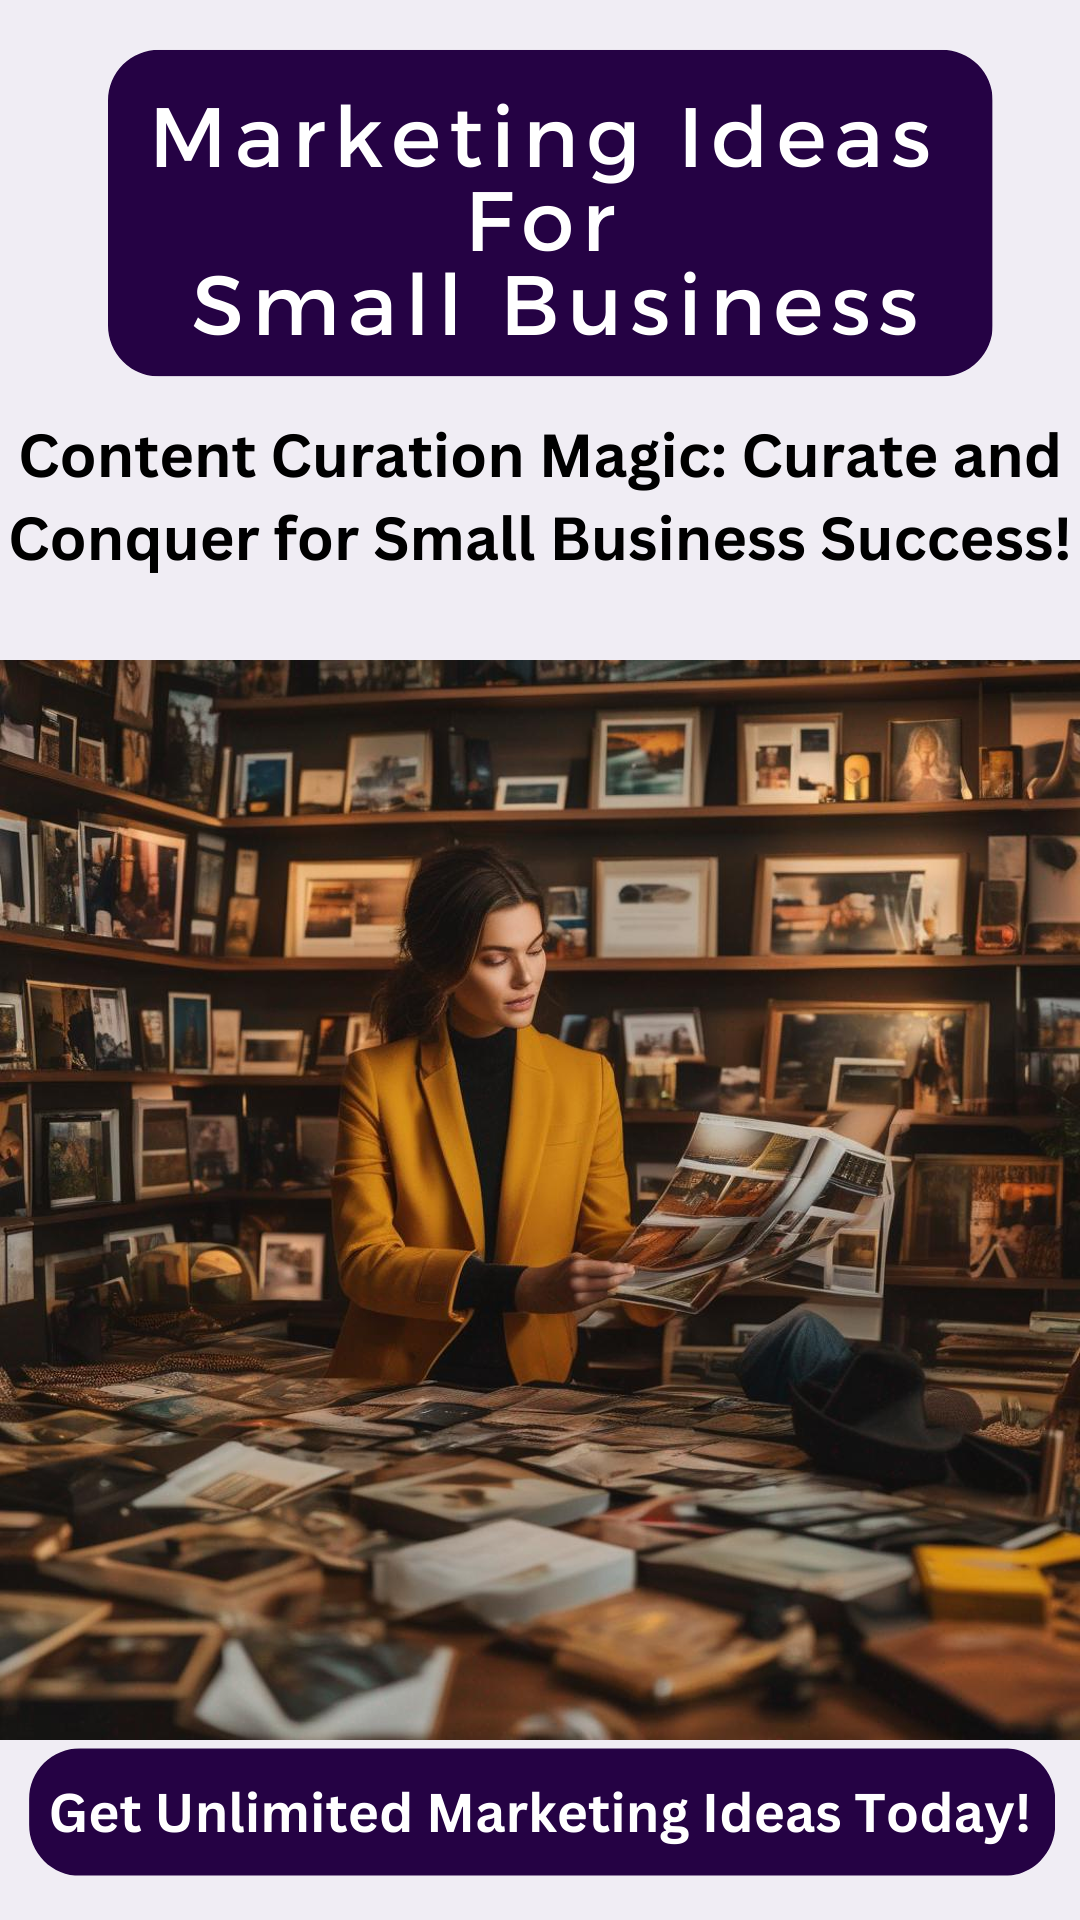 Marketing Ideas
For
Small Business
Content Curation Magic: Curate and
Conquer for Small Business Success!
Get Unlimited Marketing Ideas Today!